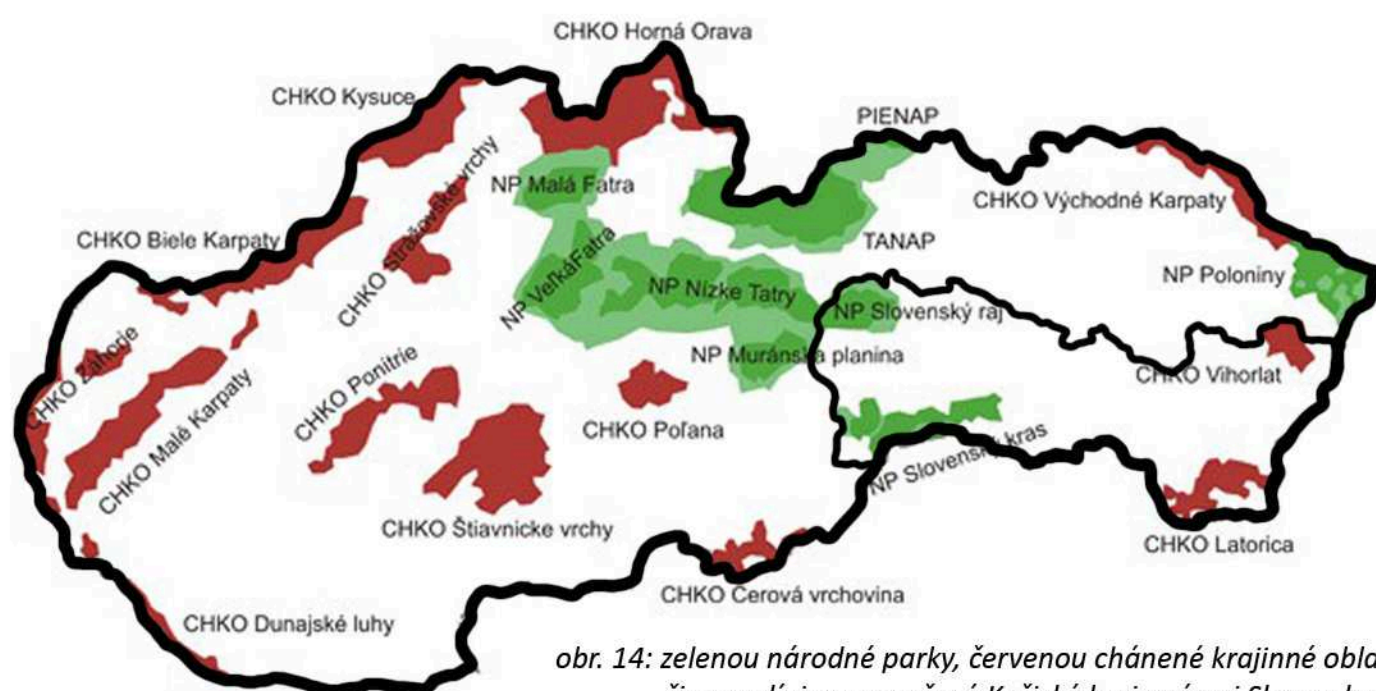 CHKO Horná Orava
CHKO Kysuce
PIENAP
CHKO Strážovské vrchy
NP Malá Fatra
CHKO Východné Karpaty
CHKO Biele Karpaty
TANAP
NP Veľká Fatra
NP Nízke Tatry
NP Poloniny
NP Slovenský raj
CHKO Záhorie
NP Muránska planina
CHKO Vihorlat
CHKO Ponitrie
CHKO Malé Karpaty
CHKO Poľana
NP Slovenský kras
CHKO Štiavnicke vrchy
CHKO Latorica
CHKO Cerová vrchovina
CHKO Dunajské luhy
obr. 14: zelenou národné parky, červenou chánené krajinné